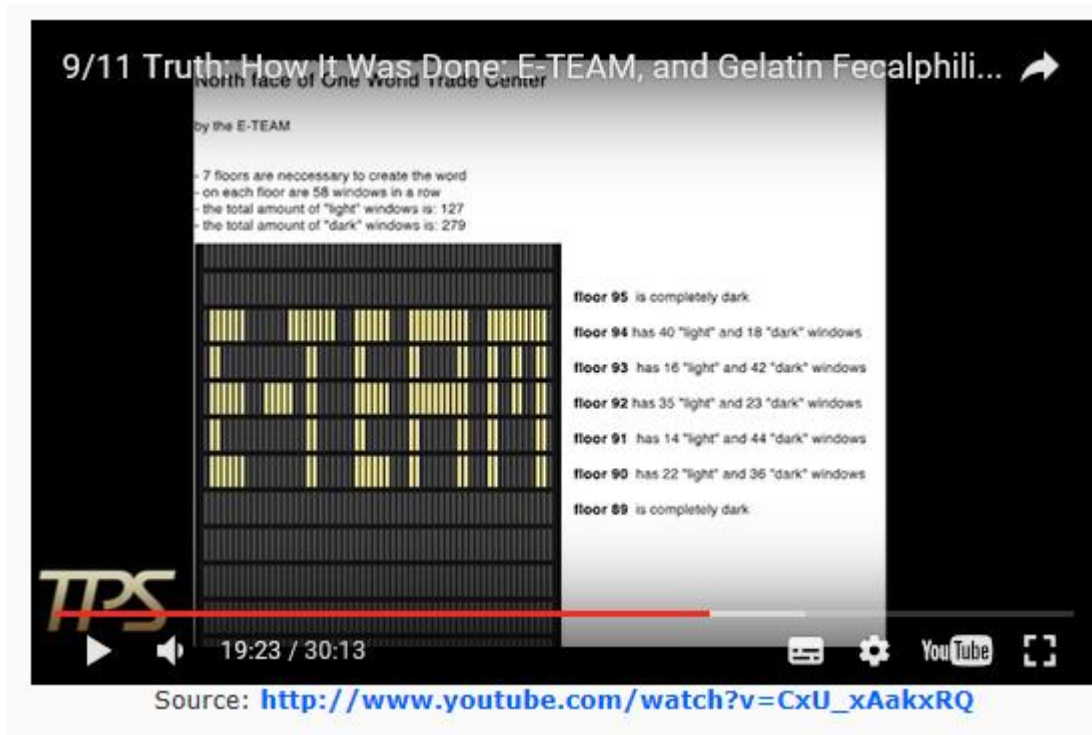 9/11 Truth: How It Was Done: E-TEAM, and Gelatin Fecalphili...
North face of One World Trade Center
by the E-TEAM
- 7 floors are neccessary to create the word
- on each floor are 58 windows in a row
- the total amount of "light" windows is: 127
- the total amount of "dark" windows is: 279
E-TEAM
floor 95 is completely dark
floor 94 has 40 "light" and 18 "dark" windows
floor 93 has 16 "light" and 42 "dark" windows
floor 92 has 35 "light" and 23 "dark" windows
floor 91 has 14 "light" and 44 "dark" windows
floor 90 has 22 "light" and 36 "dark" windows
floor 89 is completely dark
TPS
19:23 / 30:13
YouTube
Source: http://www.youtube.com/watch?v=CxU_xAakxRQ